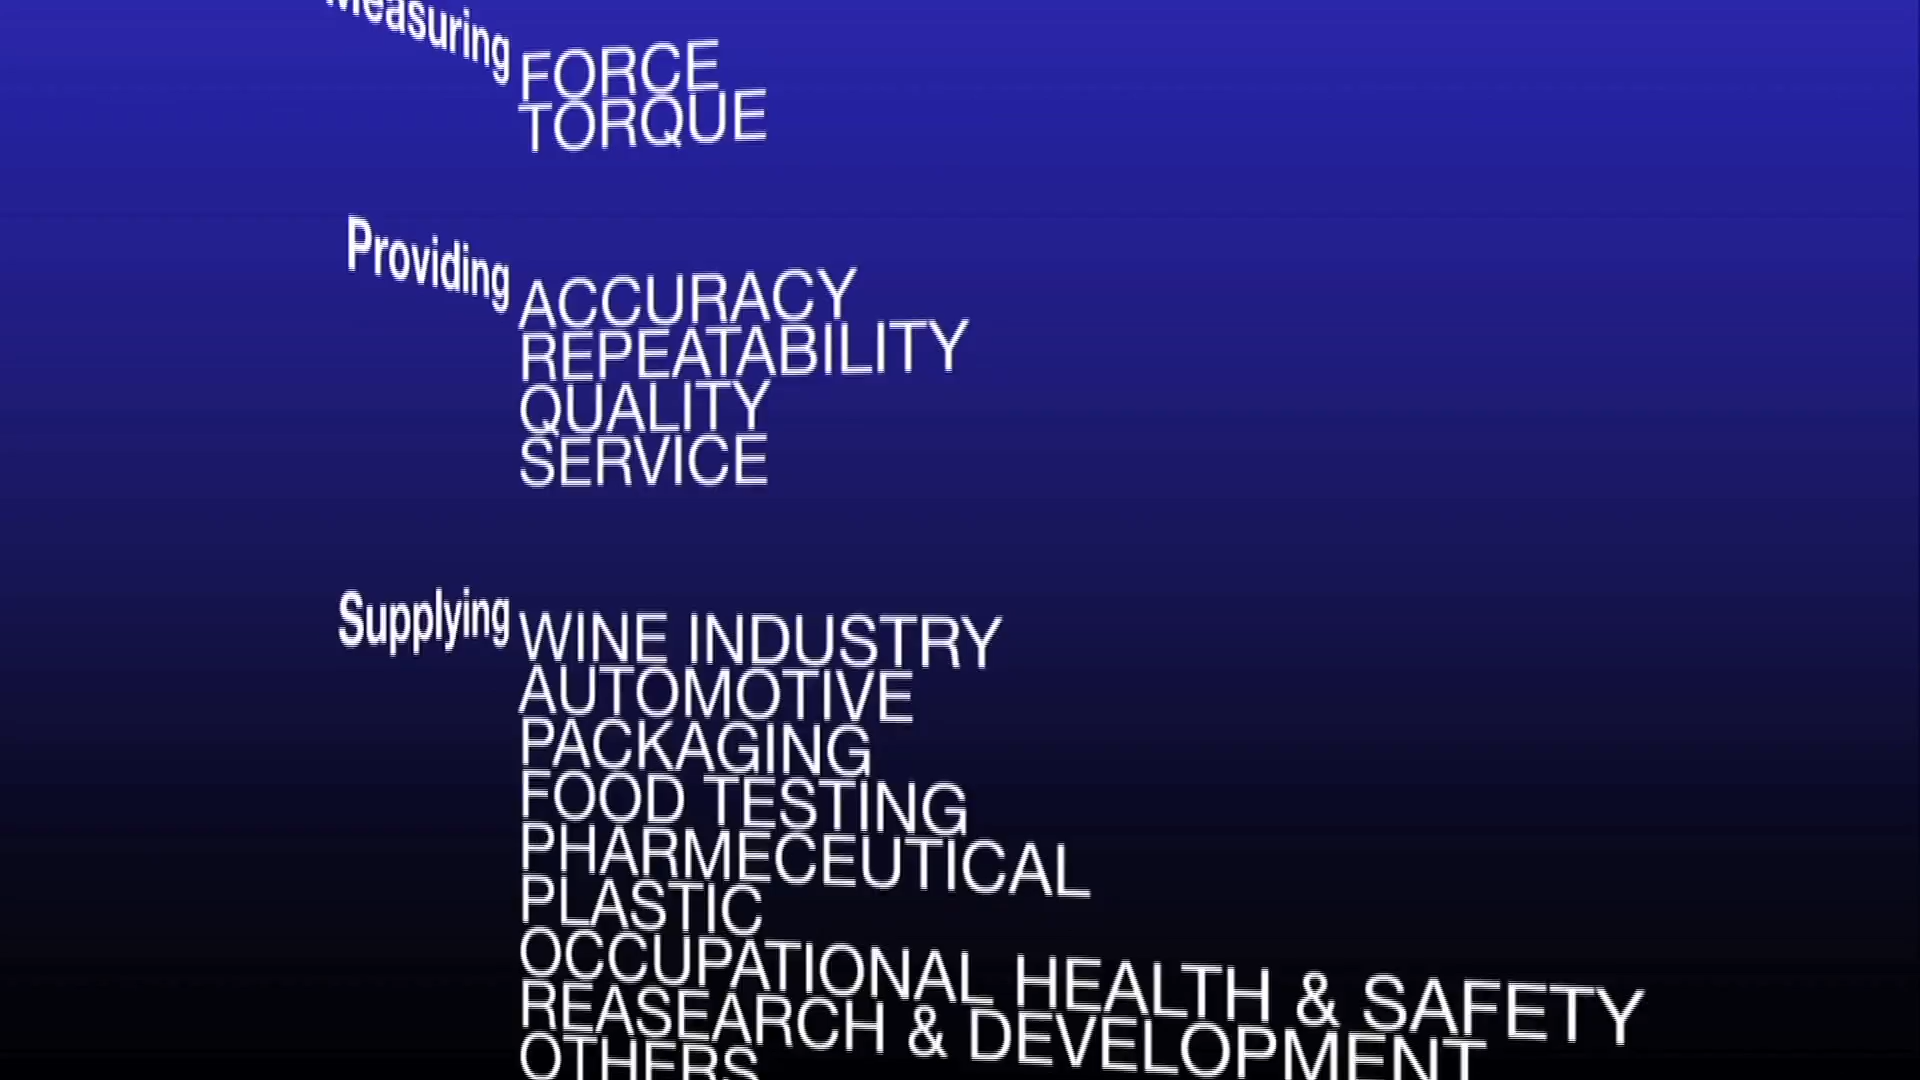 Measuring
FORCE
TORQUE
Providing
ACCURACY
REPEATABILITY
QUALITY
SERVICE
Supplying
WINE INDUSTRY
AUTOMOTIVE
PACKAGING
FOOD TESTING
PHARMECEUTICAL
PLASTIC
OCCUPATIONAL HEALTH & SAFETY
REASEARCH & DEVELOPMENT
OTHERS